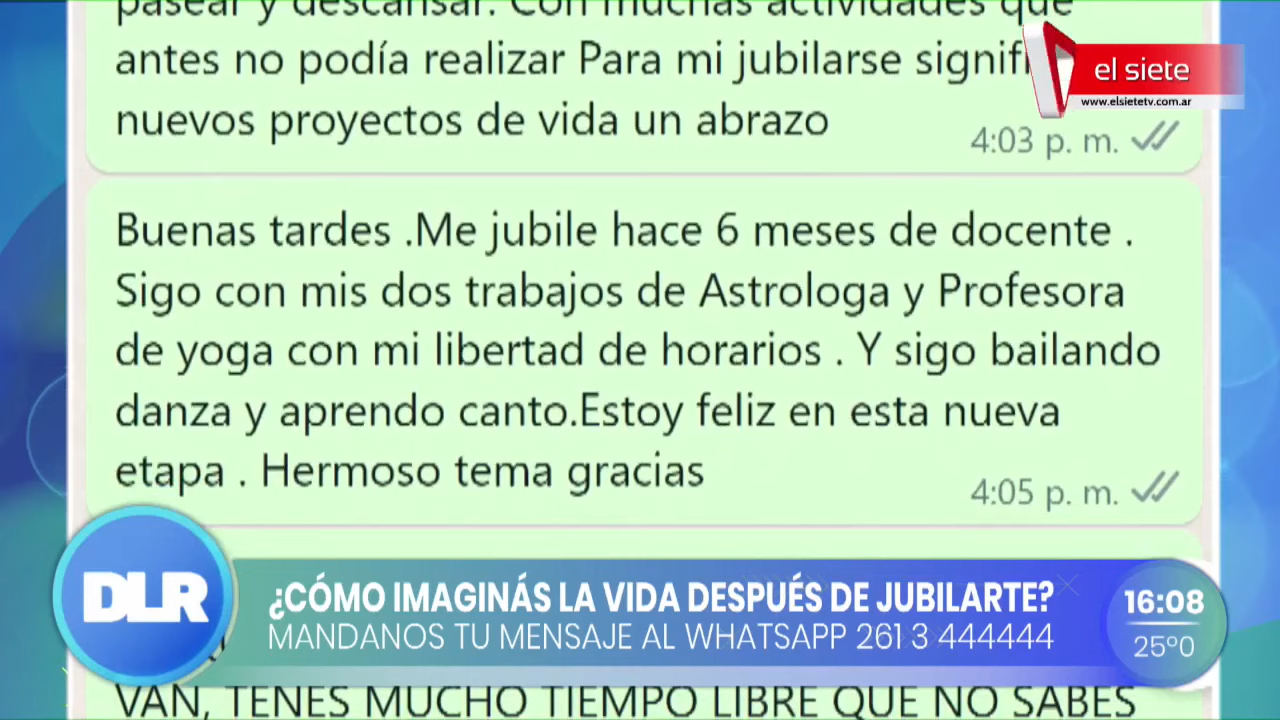 pasear y descansar. Con muchas actividades que
antes no podía realizar Para mi jubilarse signifi
nuevos proyectos de vida un abrazo
4:03 p. m.
el siete
www.elsietetv.com.ar
Buenas tardes .Me jubile hace 6 meses de docente .
Sigo con mis dos trabajos de Astrologa y Profesora
de yoga con mi libertad de horarios . Y sigo bailando
danza y aprendo canto.Estoy feliz en esta nueva
etapa . Hermoso tema gracias
4:05 p. m.
DLR
¿CÓMO IMAGINÁS LA VIDA DESPUÉS DE JUBILARTE?
MANDANOS TU MENSAJE AL WHATSAPP 261 3 444444
16:08
25º0
VAN, TENES MUCHO TIEMPO LIBRE QUE NO SABES